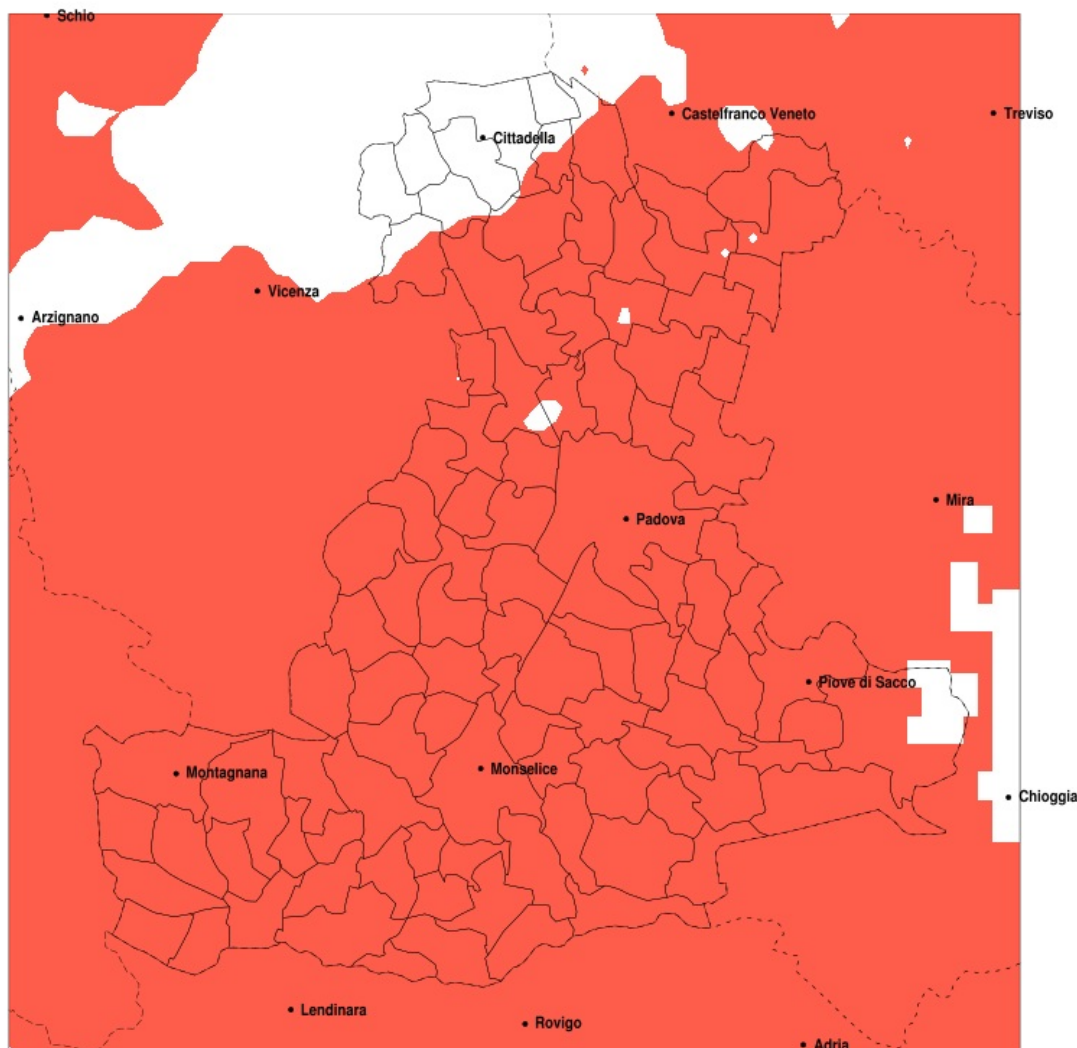 Schio
Castelfranco Veneto
Treviso
Cittadella
Vicenza
Arzignano
Mira
Padova
Piove di Sacco
Monselice
Montagnana
Chioggia
Lendinara
Rovigo
Adria